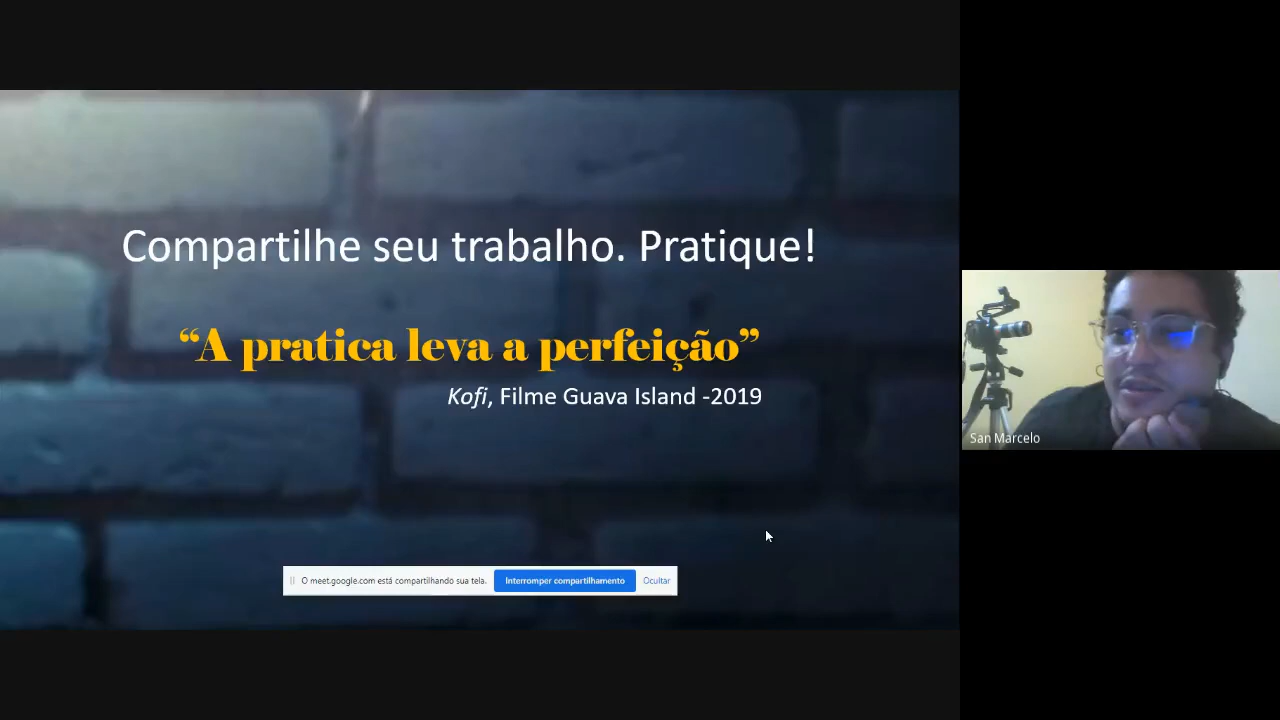 Compartilhe seu trabalho. Pratique!
“A pratica leva a perfeição”
Kofi, Filme Guava Island -2019
O meet.google.com está compartilhando sua tela. Interromper compartilhamento Ocultar
San Marcelo